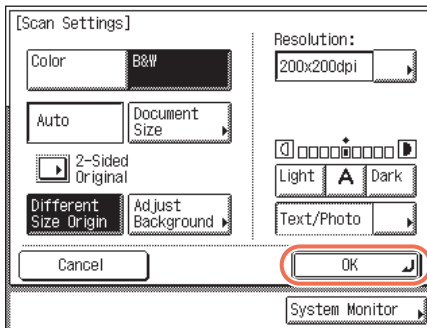 [Scan Settings]
Color
B&W
Auto
Document
Size
2-Sided
Original
Different
Size Origin
Adjust
Background
Resolution:
200x200dpi
Light
A
Dark
Text/Photo
Cancel
OK
System Monitor